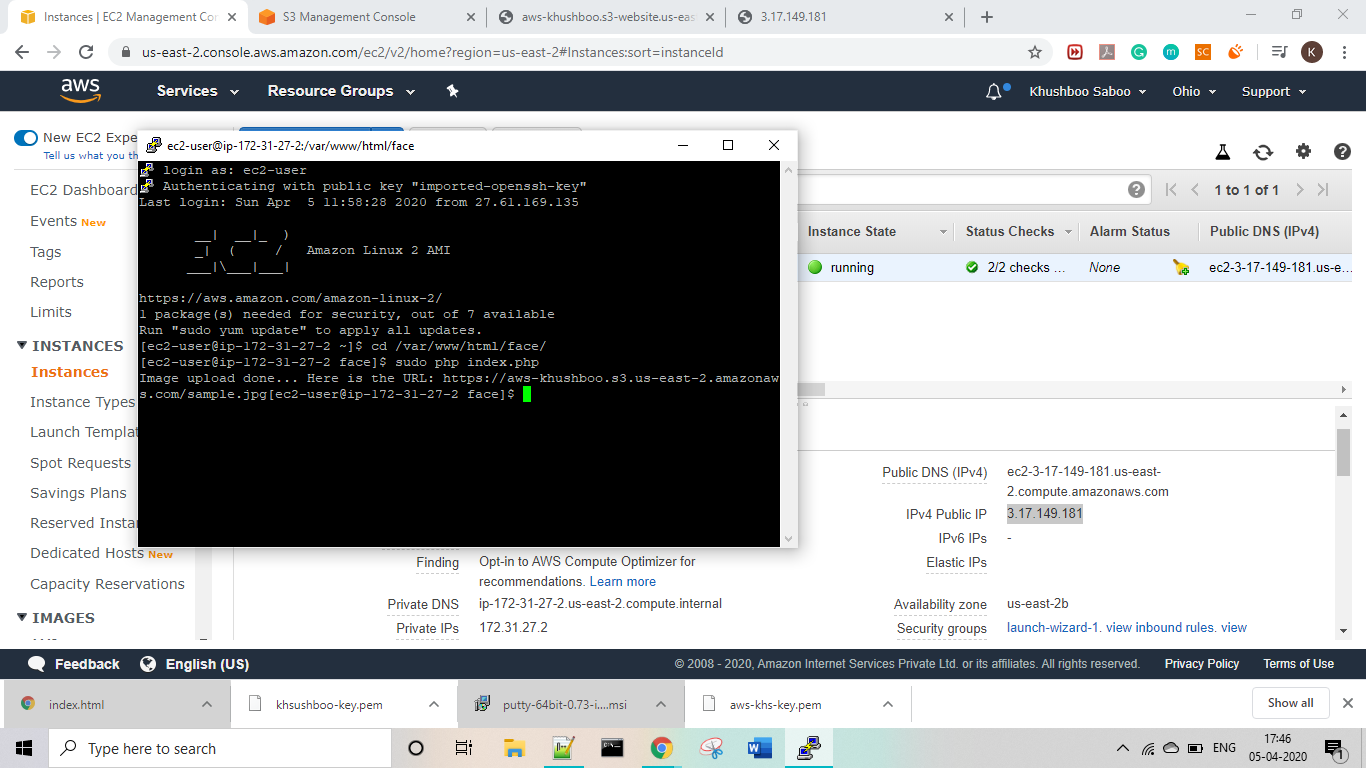 Instances | EC2 Management Con
S3 Management Console
aws-khushboo.s3-website.us-eas
3.17.149.181
us-east-2.console.aws.amazon.com/ec2/v2/home?region=us-east-2#Instances:sort=instanceId
K
aws
Services
Resource Groups
Khushboo Saboo
Ohio
Support
New EC2 Expe
Tell us what you th
ec2-user@ip-172-31-27-2:/var/www/html/face
login as: ec2-user
Authenticating with public key "imported-openssh-key"
Last login: Sun Apr  5 11:58:28 2020 from 27.61.169.135
__|  __|_  )
_|  (     /   Amazon Linux 2 AMI
___|\___|___|
https://aws.amazon.com/amazon-linux-2/
1 package(s) needed for security, out of 7 available
Run "sudo yum update" to apply all updates.
[ec2-user@ip-172-31-27-2 ~]$ cd /var/www/html/face/
[ec2-user@ip-172-31-27-2 face]$ sudo php index.php
Image upload done... Here is the URL: https://aws-khushboo.s3.us-east-2.amazonaw
s.com/sample.jpg[ec2-user@ip-172-31-27-2 face]$
EC2 Dashboard
Events New
Tags
Reports
Limits
INSTANCES
Instances
Instance Types
Launch Templat
Spot Requests
Savings Plans
Reserved Instan
Dedicated Hosts New
Capacity Reservations
IMAGES
1 to 1 of 1
Instance State
Status Checks
Alarm Status
Public DNS (IPv4)
running
2/2 checks ...
None
ec2-3-17-149-181.us-e...
Public DNS (IPv4)
ec2-3-17-149-181.us-east-
2.compute.amazonaws.com
IPv4 Public IP
3.17.149.181
IPv6 IPs
-
Finding
Opt-in to AWS Compute Optimizer for
recommendations. Learn more
Elastic IPs
Private DNS
ip-172-31-27-2.us-east-2.compute.internal
Availability zone
us-east-2b
Private IPs
172.31.27.2
Security groups
launch-wizard-1. view inbound rules. view
Feedback
English (US)
© 2008 - 2020, Amazon Internet Services Private Ltd. or its affiliates. All rights reserved.
Privacy Policy
Terms of Use
index.html
khsushboo-key.pem
putty-64bit-0.73-i....msi
aws-khs-key.pem
Show all
Type here to search
ENG
17:46
05-04-2020
1